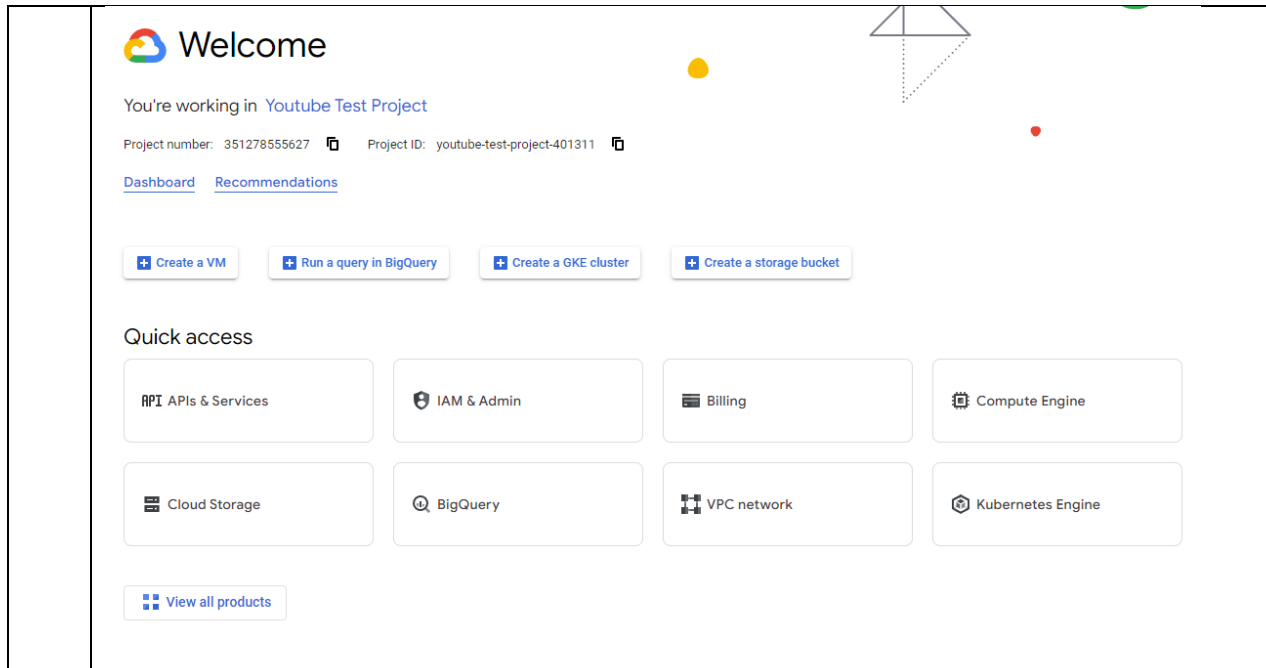 Welcome
You're working in Youtube Test Project
Project number: 351278555627 Project ID: youtube-test-project-401311
Dashboard Recommendations
Create a VM Run a query in BigQuery Create a GKE cluster Create a storage bucket
Quick access
API APIs & Services IAM & Admin Billing Compute Engine
Cloud Storage BigQuery VPC network Kubernetes Engine
View all products